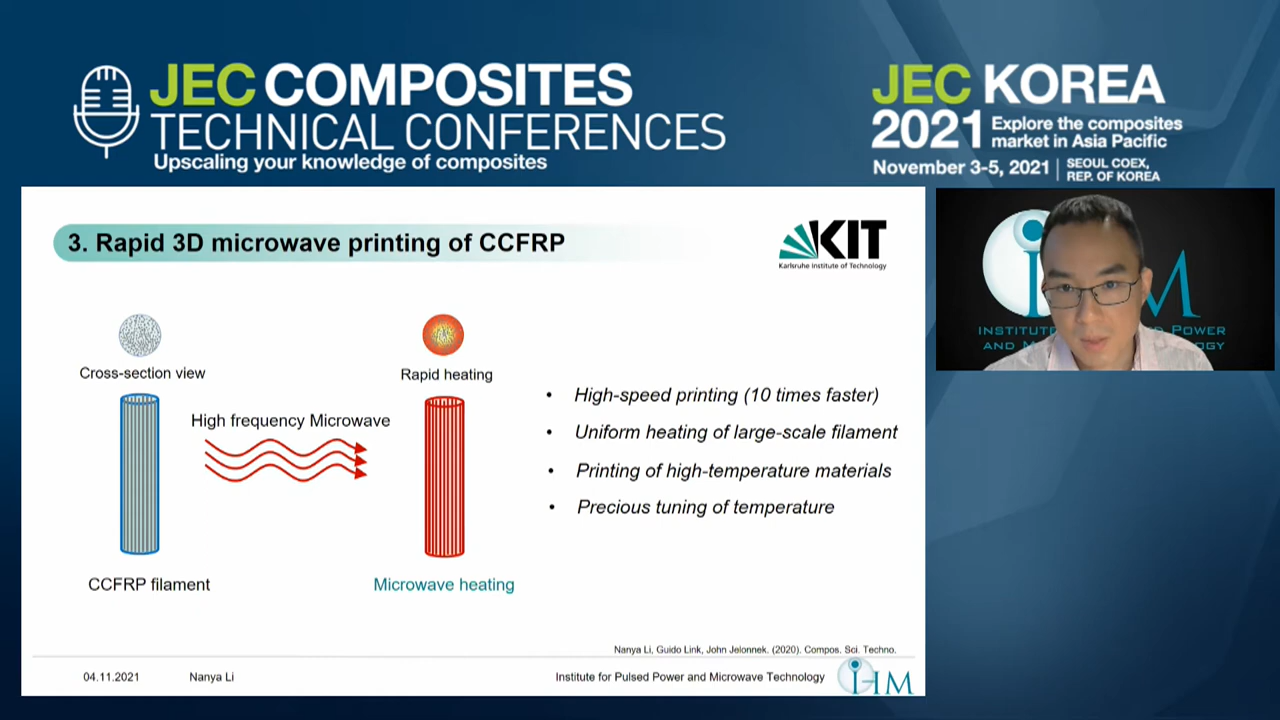 JEC COMPOSITES
TECHNICAL CONFERENCES
Upscaling your knowledge of composites
JEC KOREA
2021 Explore the composites
market in Asia Pacific
November 3-5, 2021 | SEOUL COEX,
REP. OF KOREA
3. Rapid 3D microwave printing of CCFRP
KIT
Karlsruhe Institute of Technology
Cross-section view
Rapid heating
High frequency Microwave
• High-speed printing (10 times faster)
• Uniform heating of large-scale filament
• Printing of high-temperature materials
• Precious tuning of temperature
CCFRP filament
Microwave heating
Nanya Li, Guido Link, John Jelonnek. (2020). Compos. Sci. Techno.
04.11.2021
Nanya Li
Institute for Pulsed Power and Microwave Technology
IHM
INSTITUTE
POWER
AND